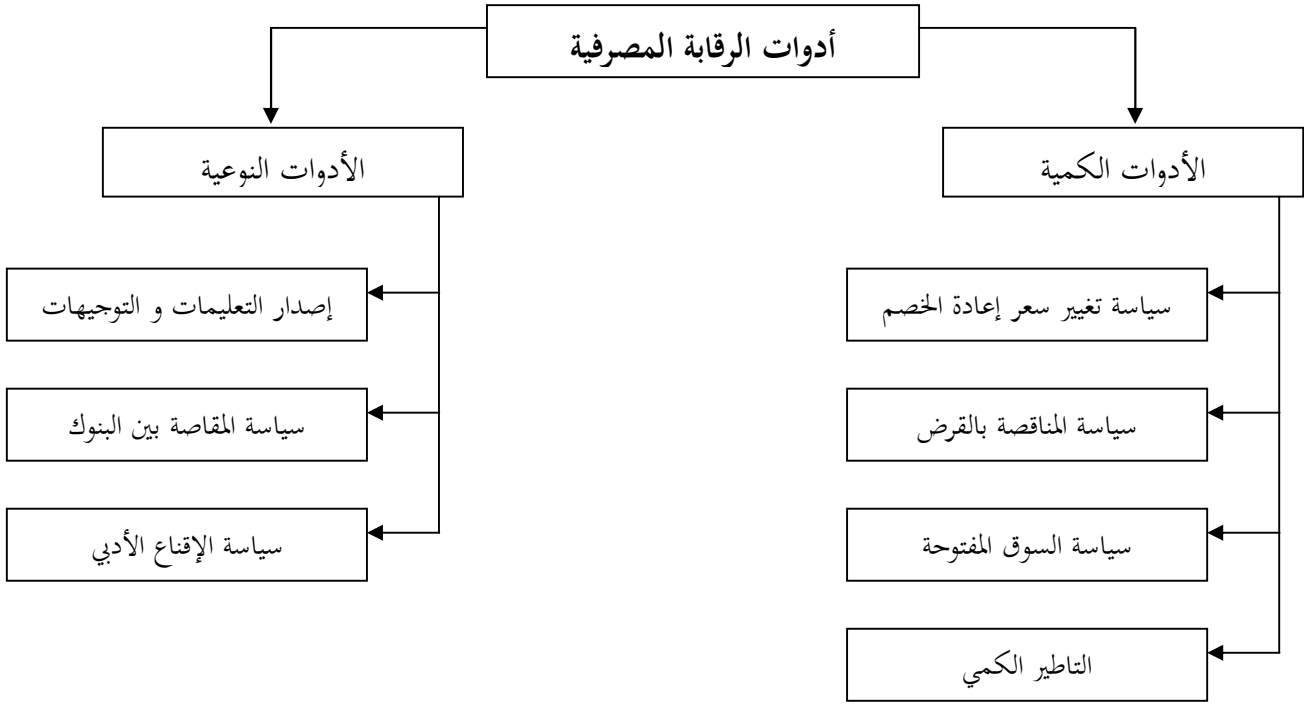 أدوات الرقابة المصرفية
الأدوات الكمية
الأدوات النوعية
سياسة تغيير سعر إعادة الخصم
إصدار التعليمات و التوجيهات
سياسة المناقصة بالقرض
سياسة المقاصة بين البنوك
سياسة السوق المفتوحة
سياسة الإقناع الأدبي
التاطير الكمي